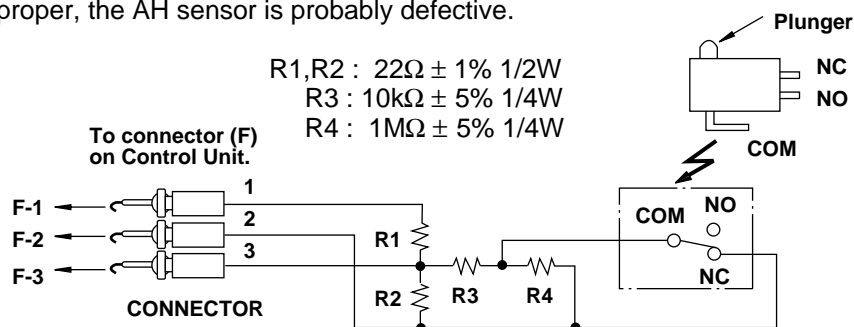 proper, the AH sensor is probably defective.
Plunger
R1,R2 : 22Ω ± 1% 1/2W
R3 : 10kΩ ± 5% 1/4W
R4 : 1MΩ ± 5% 1/4W
NC
NO
COM
To connector (F)
on Control Unit.
F-1
1
F-2
2
F-3
3
CONNECTOR
R1
R2
R3
R4
COM
NO
NC